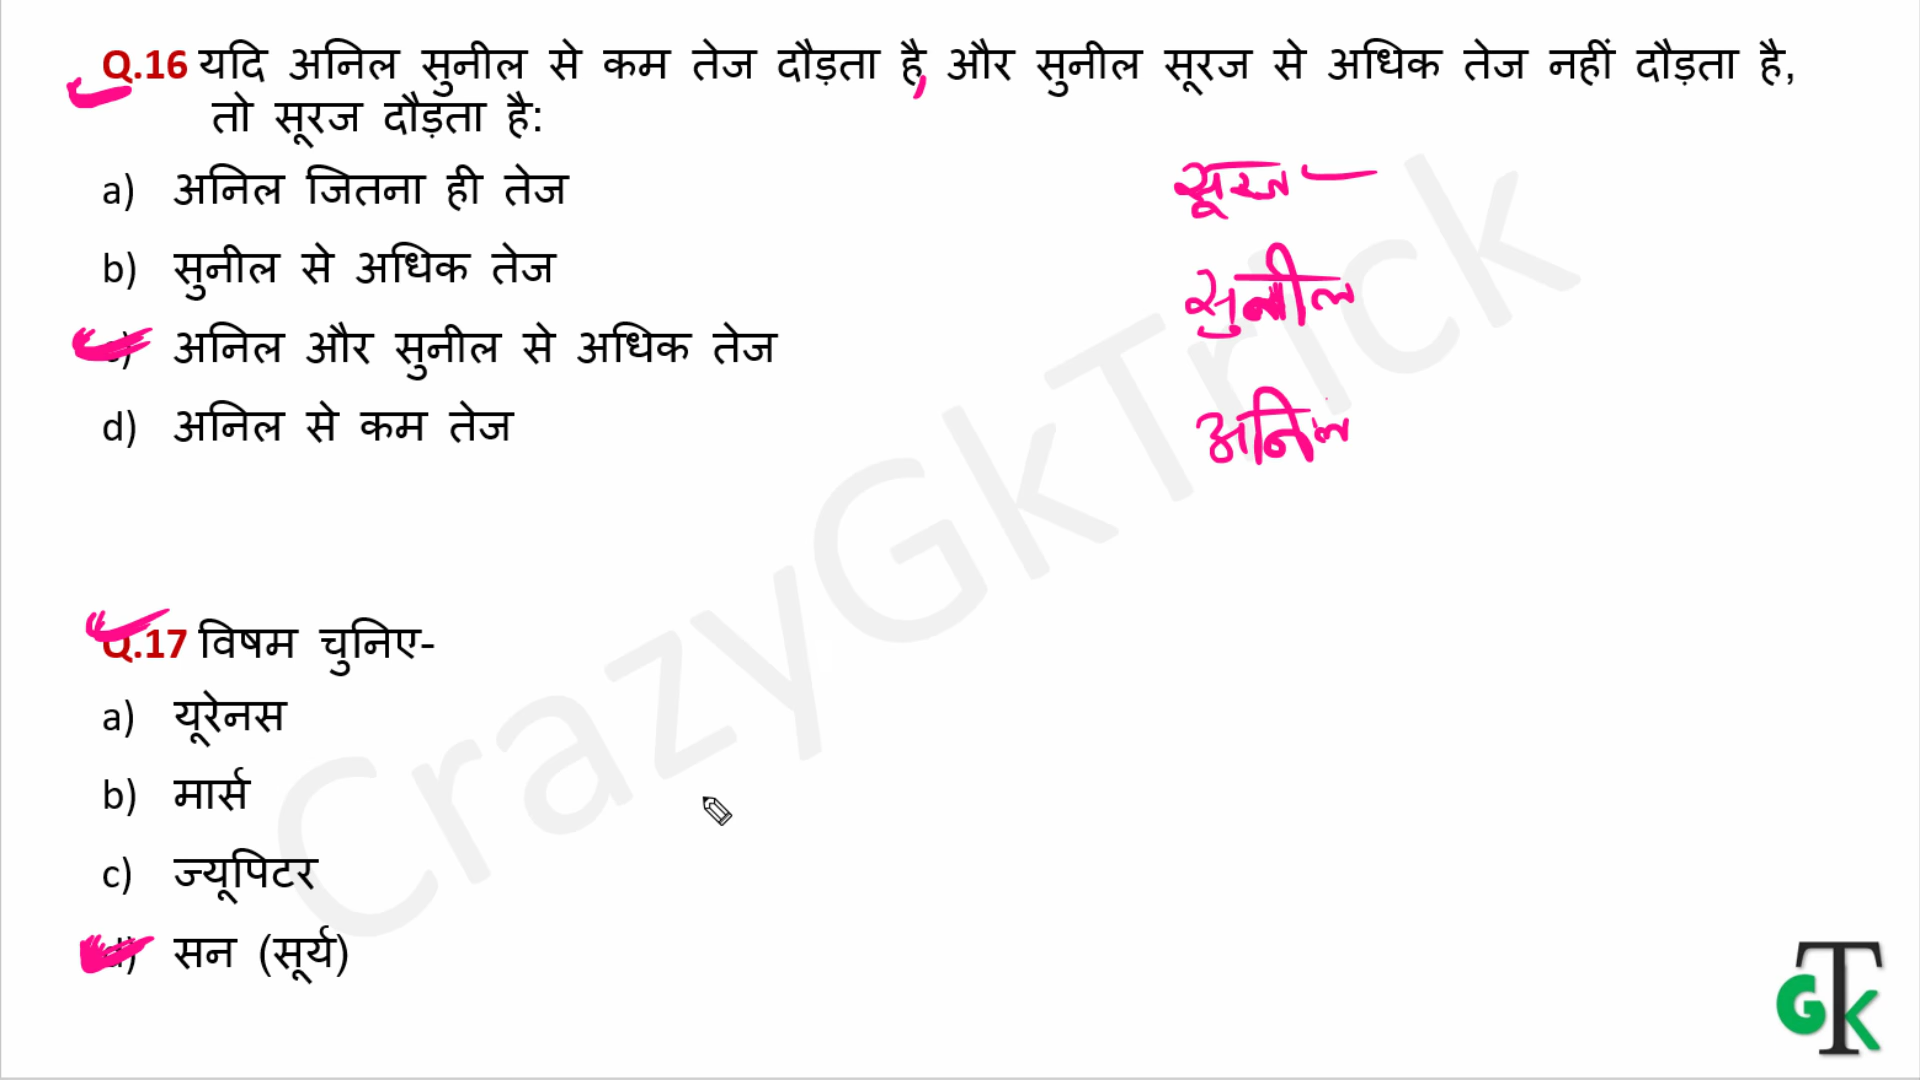 Q.16 यदि अनिल सुनील से कम तेज दौड़ता है, और सुनील सूरज से अधिक तेज नहीं दौड़ता है,
तो सूरज दौड़ता है:
a) अनिल जितना ही तेज
b) सुनील से अधिक तेज
c) अनिल और सुनील से अधिक तेज
d) अनिल से कम तेज
सूरज –
सुनील
अनिल
Q.17 विषम चुनिए-
a) यूरेनस
b) मार्स
c) ज्यूपिटर
d) सन (सूर्य)
CrazyGkTrick
GTK